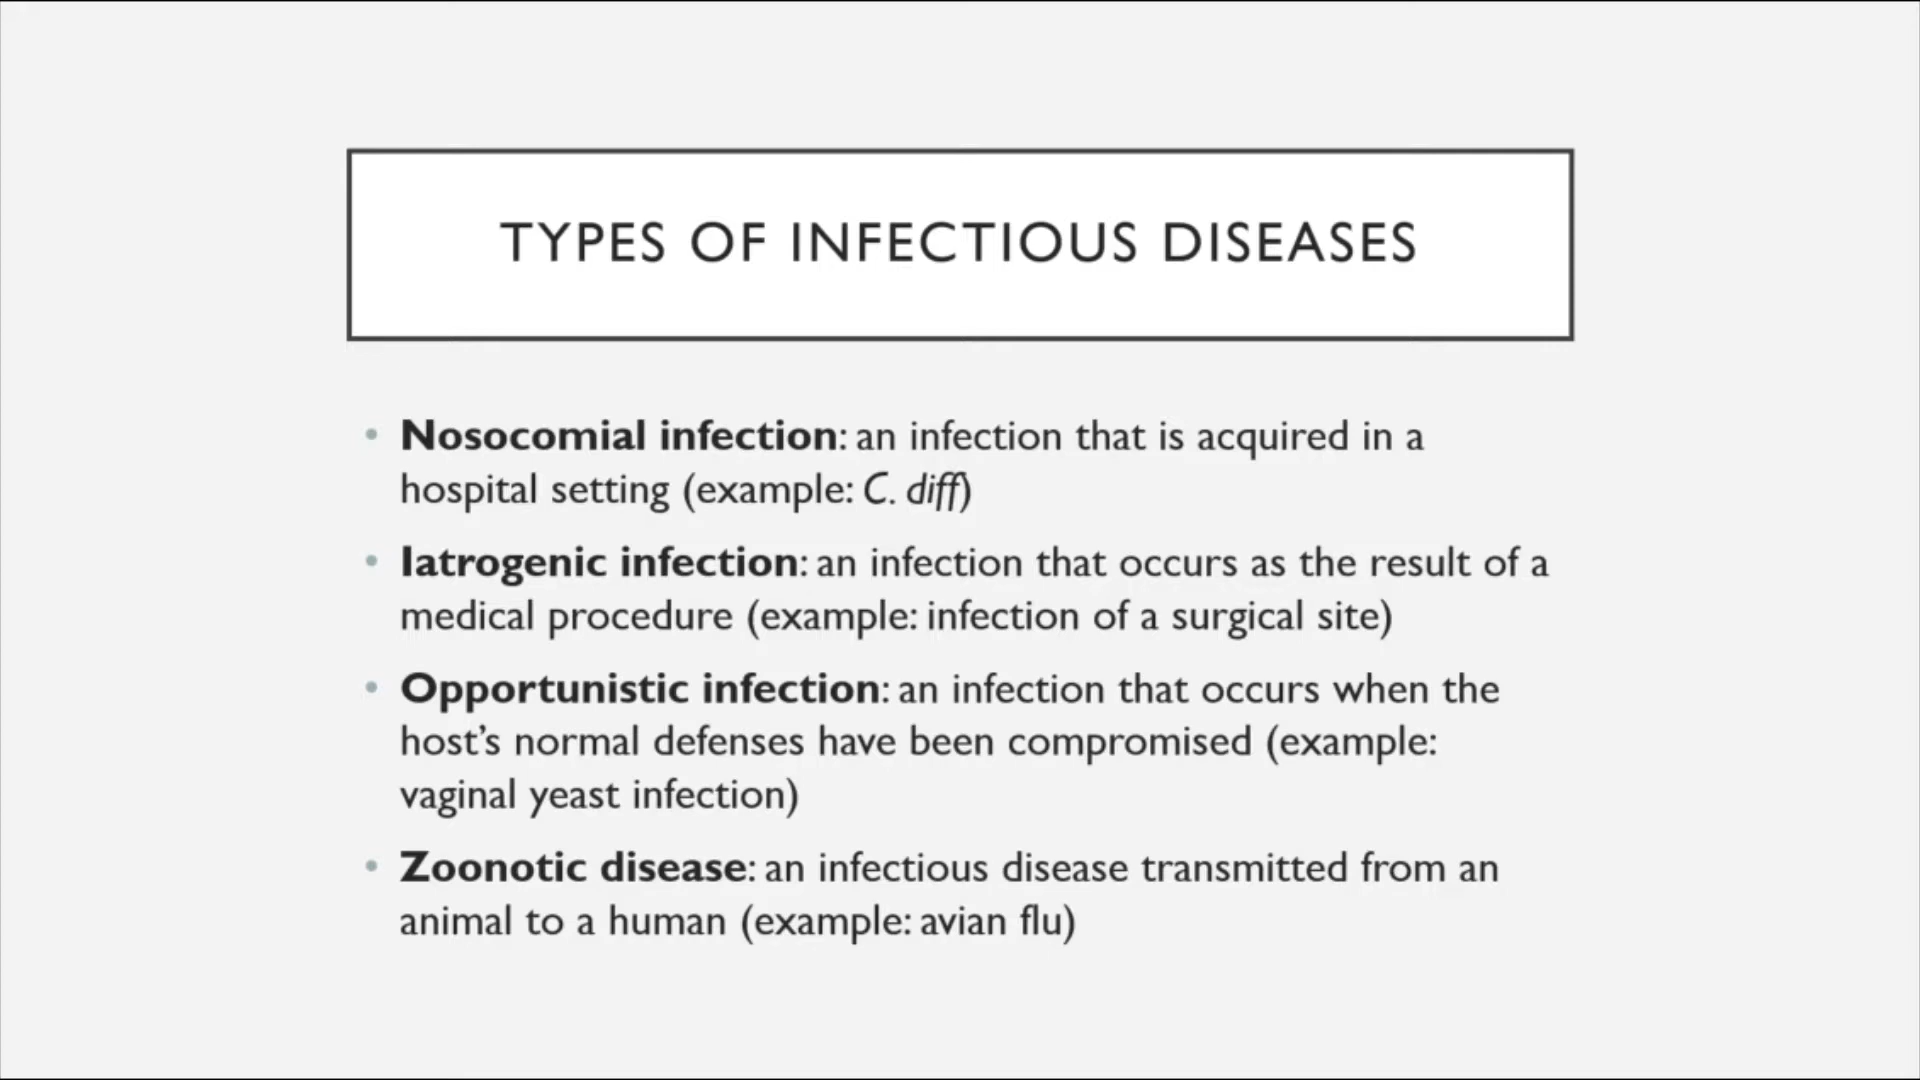 TYPES OF INFECTIOUS DISEASES
• Nosocomial infection: an infection that is acquired in a
hospital setting (example: C. diff)
• Iatrogenic infection: an infection that occurs as the result of a
medical procedure (example: infection of a surgical site)
• Opportunistic infection: an infection that occurs when the
host’s normal defenses have been compromised (example:
vaginal yeast infection)
• Zoonotic disease: an infectious disease transmitted from an
animal to a human (example: avian flu)